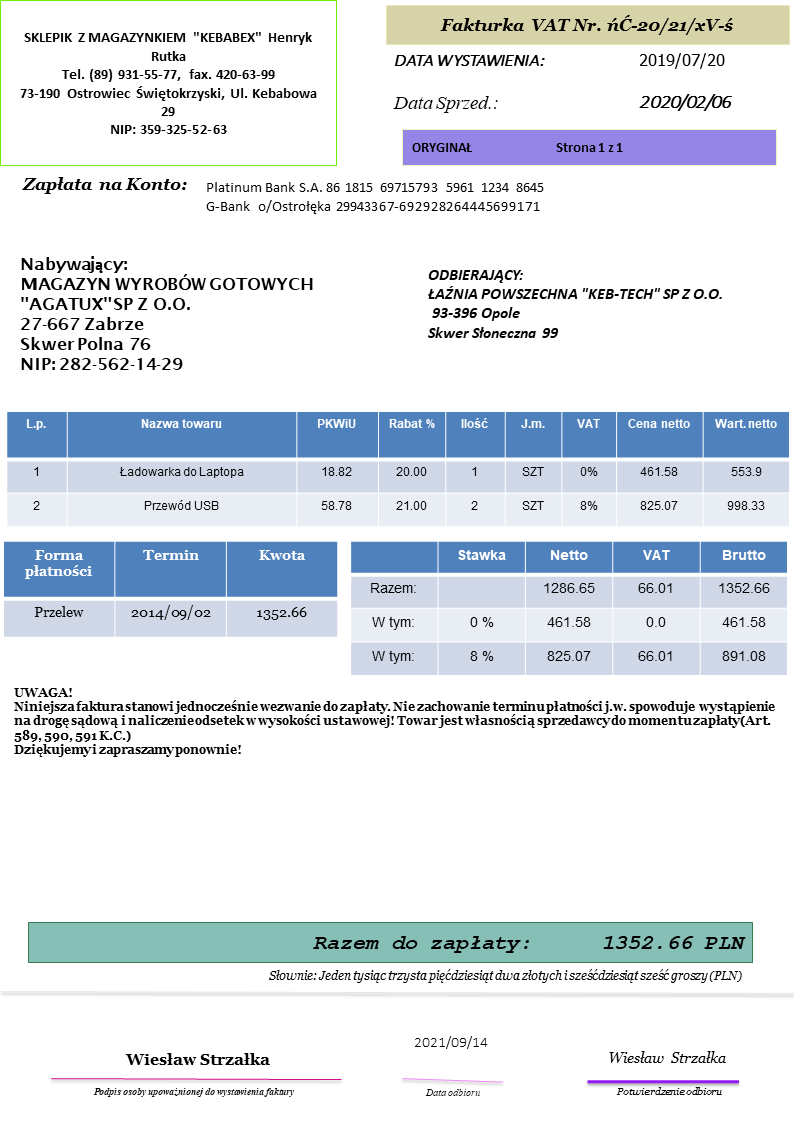 SKLEPIK Z MAGAZYNKIEM "KEBABEX" Henryk
Rutka
Tel. (89) 931-55-77, fax. 420-63-99
73-190 Ostrowiec Świętokrzyski, Ul. Kebabowa
29
NIP: 359-325-52-63
Fakturka VAT Nr. ńĆ-20/21/xV-ś
DATA WYSTAWIENIA: 2019/07/20
Data Sprzed.: 2020/02/06
ORYGINAŁ Strona 1 z 1
Zapłata na Konto:
Platinum Bank S.A. 86 1815 69715793 5961 1234 8645
G-Bank o/Ostrołęka 29943367-692928264445699171
Nabywający:
MAGAZYN WYROBÓW GOTOWYCH
"AGATUX"SP Z O.O.
27-667 Zabrze
Skwer Polna 76
NIP: 282-562-14-29
ODBIERAJĄCY:
ŁAŹNIA POWSZECHNA "KEB-TECH" SP Z O.O.
93-396 Opole
Skwer Słoneczna 99
L.p. Nazwa towaru PKWiU Rabat % Ilość J.m. VAT Cena netto Wart. netto
1 Ładowarka do Laptopa 18.82 20.00 1 SZT 0% 461.58 553.9
2 Przewód USB 58.78 21.00 2 SZT 8% 825.07 998.33
Forma płatności Termin Kwota
Przelew 2014/09/02 1352.66
Stawka Netto VAT Brutto
Razem: 1286.65 66.01 1352.66
W tym: 0 % 461.58 0.0 461.58
W tym: 8 % 825.07 66.01 891.08
UWAGA!
Niniejsza faktura stanowi jednocześnie wezwanie do zapłaty. Nie zachowanie terminu płatności j.w. spowoduje wystąpienie
na drogę sądową i naliczenie odsetek w wysokości ustawowej! Towar jest własnością sprzedawcy do momentu zapłaty(Art.
589, 590, 591 K.C.)
Dziękujemy i zapraszamy ponownie!
Razem do zapłaty: 1352.66 PLN
Słownie: Jeden tysiąc trzysta pięćdziesiąt dwa złotych i sześćdziesiąt sześć groszy (PLN)
Wiesław Strzałka
Podpis osoby upoważnionej do wystawienia faktury
2021/09/14
Data odbioru
Wiesław Strzałka
Potwierdzenie odbioru